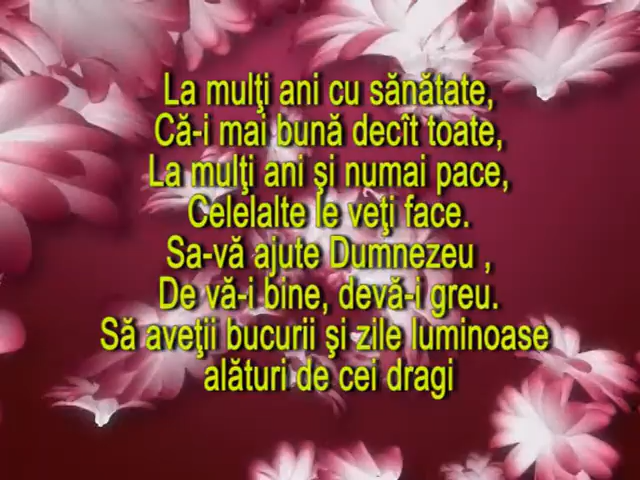 La mulţi ani cu sănătate,
Că-i mai bună decît toate,
La mulţi ani şi numai pace,
Celelalte le veţi face.
Sa-vă ajute Dumnezeu ,
De vă-i bine, devă-i greu.
Să aveţii bucurii şi zile luminoase
alături de cei dragi